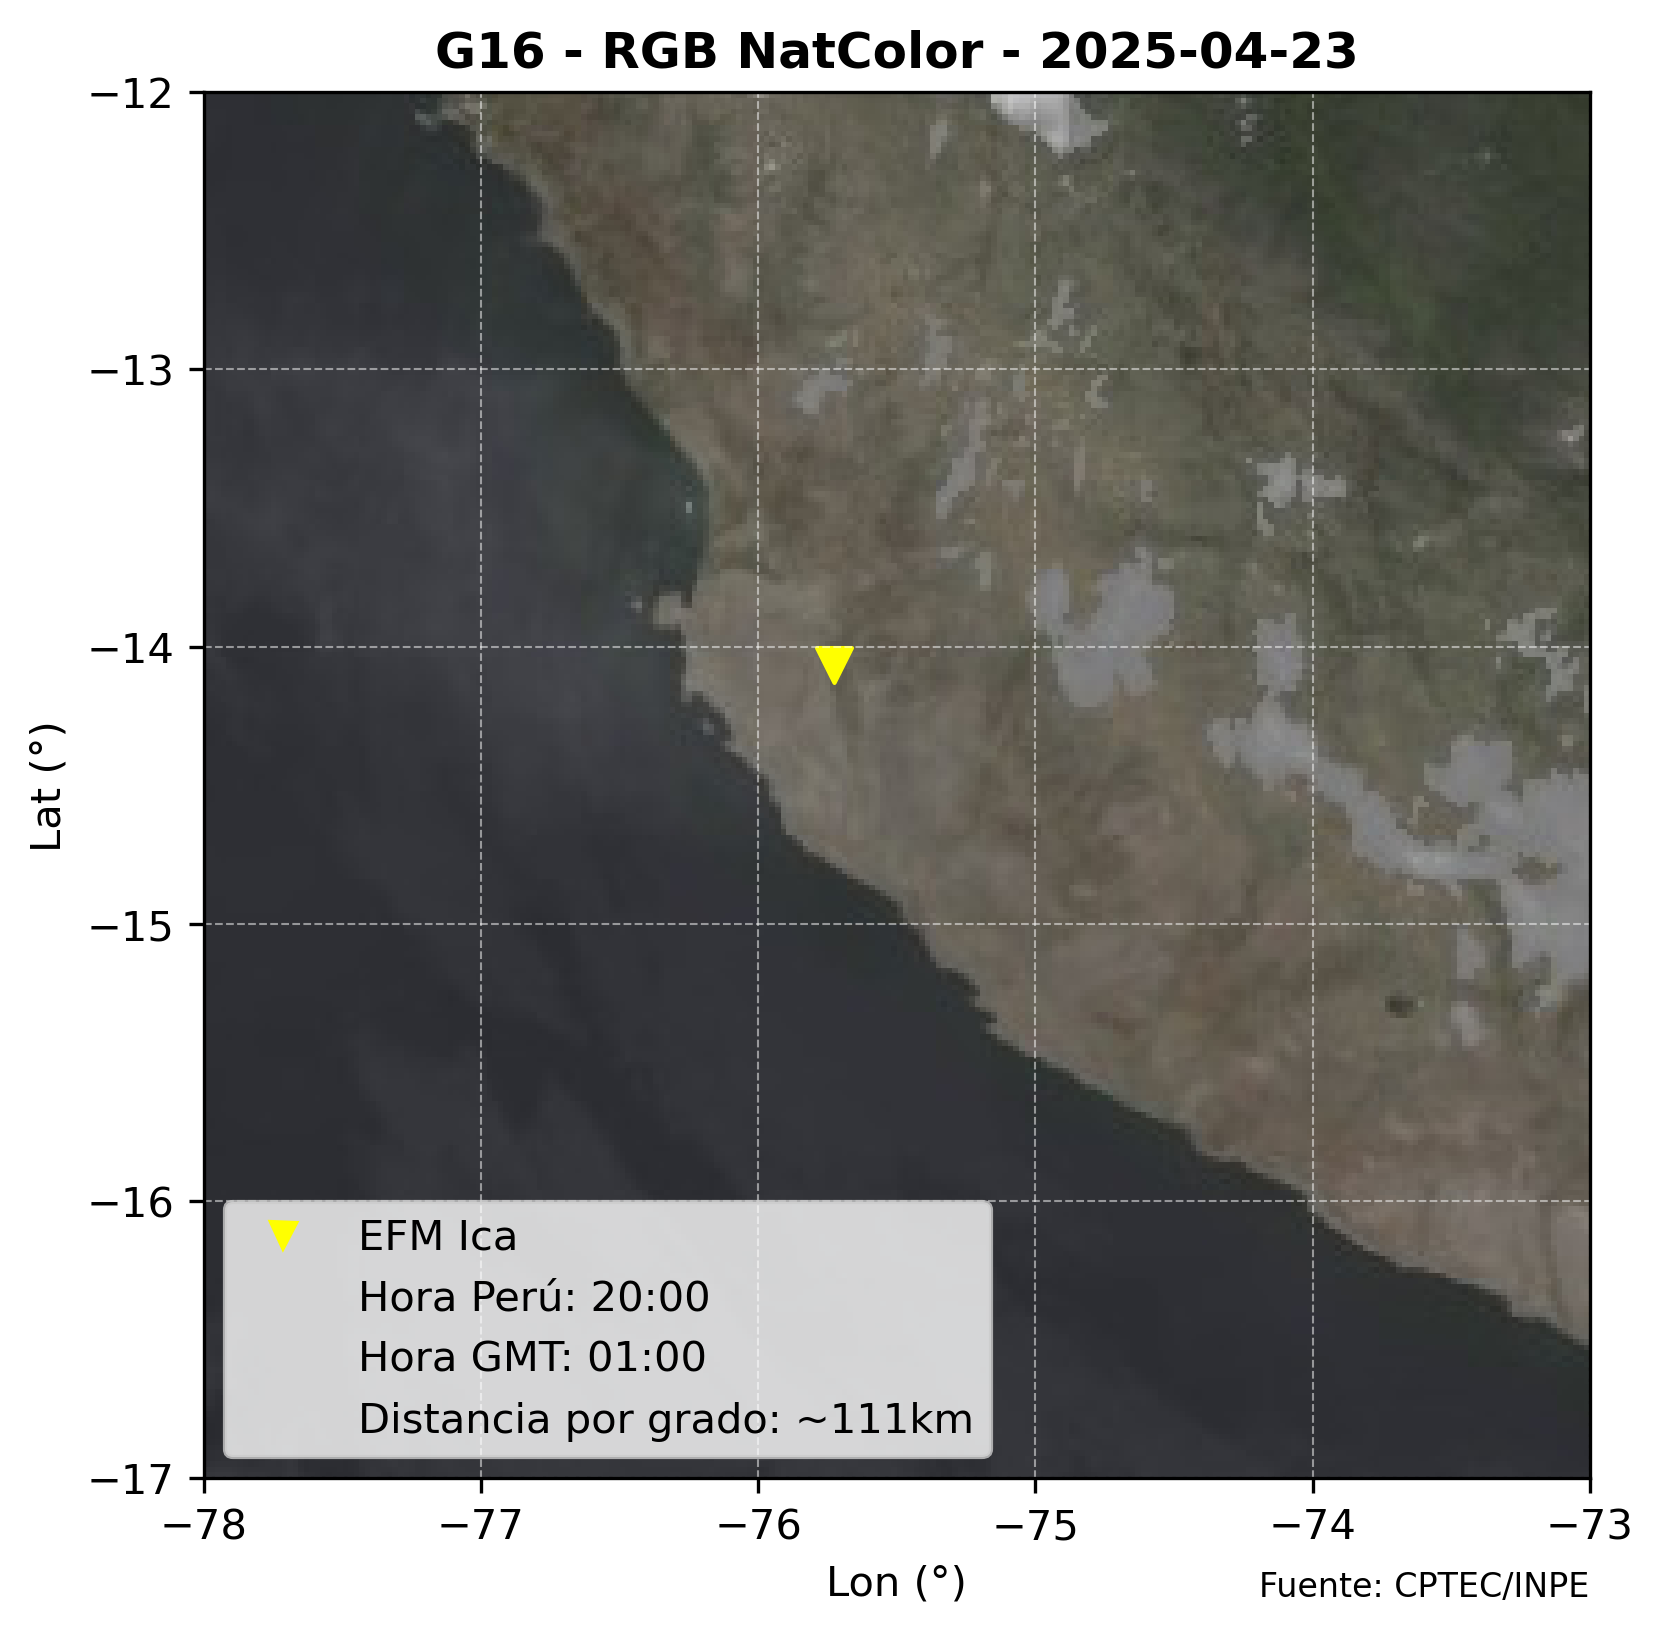 G16 - RGB NatColor - 2025-04-23
−12
−13
−14
−15
−16
−17
Lat (°)
EFM Ica
Hora Perú: 20:00
Hora GMT: 01:00
Distancia por grado: ~111km
−78 −77 −76 −75 −74 −73
Lon (°)
Fuente: CPTEC/INPE